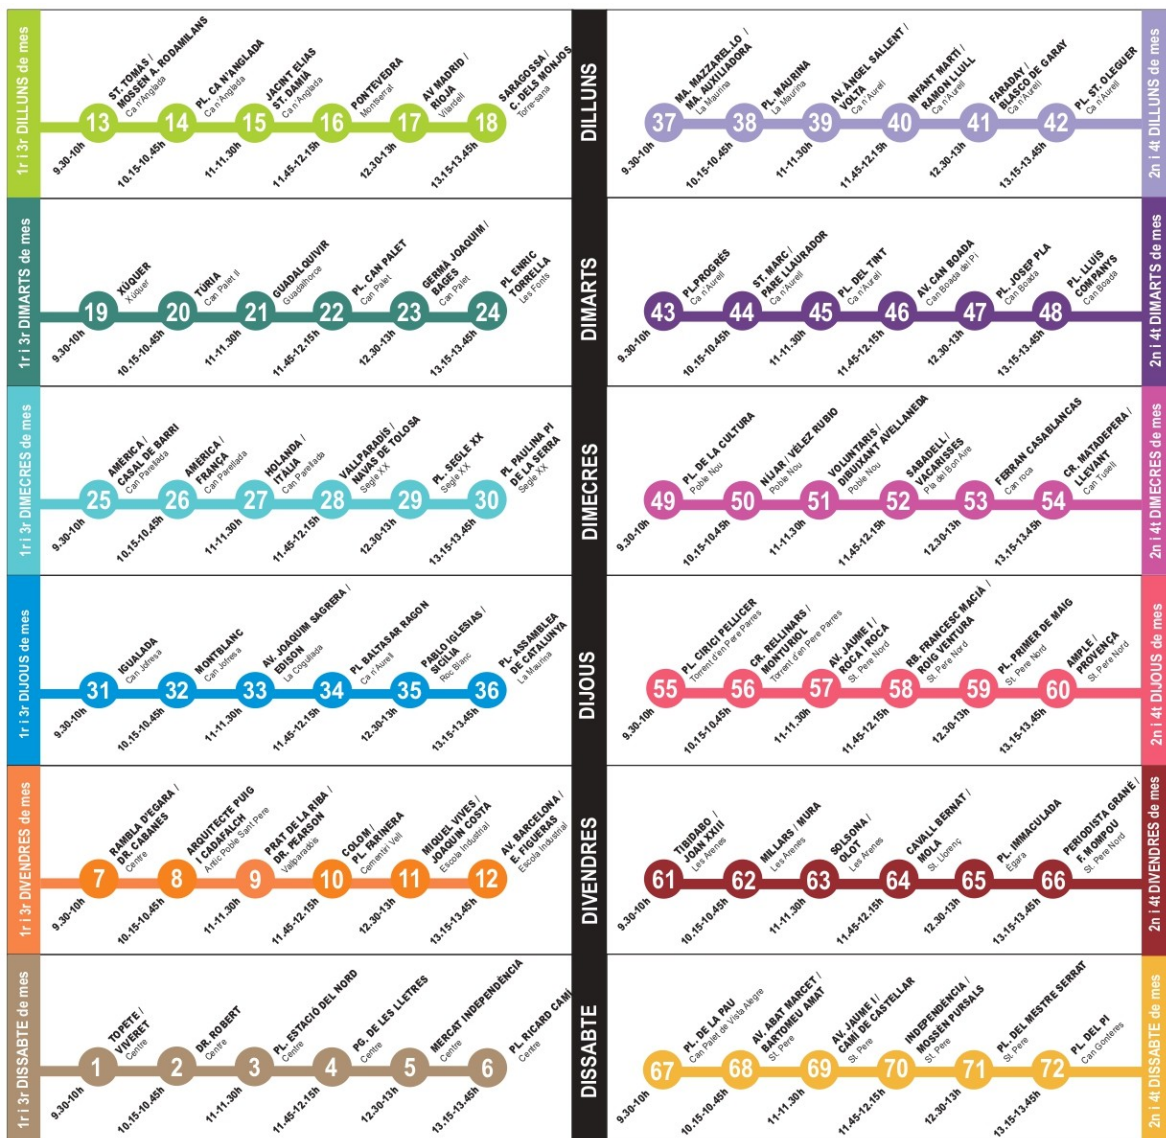 1r i 3r DILLUNS de mes
ST. TOMÀS /
MOSSÈN A. RODAMILANS
Ca n'Anglada
13
9.30-10h
PL. CA N'ANGLADA
Ca n'Anglada
14
10.15-10.45h
JACINT ELIAS
ST. DAMIÀ
Ca n'Anglada
15
11-11.30h
PONTEVEDRA
Montserrat
16
11.45-12.15h
AV MADRID /
RIOJA
Vilardell
17
12.30-13h
SARAGOSSA /
C. DELS MONJOS
Torre-sana
18
13.15-13.45h
DILLUNS
MA. MAZZAREL.LO /
MA. AUXILIADORA
La Maurina
37
9.30-10h
PL. MAURINA
La Maurina
38
10.15-10.45h
AV. ÀNGEL SALLENT /
VOLTA
Ca n'Aurell
39
11-11.30h
INFANT MARTÍ /
RAMON LLULL
Ca n'Aurell
40
11.45-12.15h
FARADAY /
BLASCO DE GARAY
Ca n'Aurell
41
12.30-13h
PL. ST. OLEGUER
Ca n'Aurell
42
13.15-13.45h
2n i 4t DILLUNS de mes
1r i 3r DIMARTS de mes
XÚQUER
Xúquer
19
9.30-10h
TÚRIA
Can Palet II
20
10.15-10.45h
GUADALQUIVIR
Guadalhorce
21
11-11.30h
PL. CAN PALET
Can Palet
22
11.45-12.15h
GERMÀ JOAQUIM /
BAGES
Can Palet
23
12.30-13h
PL ENRIC
TORRELLA
Les Fonts
24
13.15-13.45h
DIMARTS
PL.PROGRÉS
Ca n'Aurell
43
9.30-10h
ST. MARC /
PARE LLAURADOR
Ca n'Aurell
44
10.15-10.45h
PL. DEL TINT
Ca n'Aurell
45
11-11.30h
AV. CAN BOADA
Can Boada del Pi
46
11.45-12.15h
PL. JOSEP PLA
Can Boada
47
12.30-13h
PL. LLUÍS
COMPANYS
Can Boada
48
13.15-13.45h
2n i 4t DIMARTS de mes
1r i 3r DIMECRES de mes
AMÈRICA /
CASAL DE BARRI
Can Parellada
25
9.30-10h
AMÈRICA /
FRANÇA
Can Parellada
26
10.15-10.45h
HOLANDA /
ITÀLIA
Can Parellada
27
11-11.30h
VALLPARADÍS /
NAVAS DE TOLOSA
Segle XX
28
11.45-12.15h
PL. SEGLE XX
Segle XX
29
12.30-13h
PL PAULINA PI
DE LA SERRA
Segle XX
30
13.15-13.45h
DIMECRES
PL. DE LA CULTURA
Poble Nou
49
9.30-10h
NIJAR / VÉLEZ RUBIO
Poble Nou
50
10.15-10.45h
VOLUNTARIS /
DIBUIXANT AVELLANEDA
Poble Nou
51
11-11.30h
SABADELL /
VACARISSES
Pla del Bon Aire
52
11.45-12.15h
FERRAN CASABLANCAS
Can roca
53
12.30-13h
CR. MATADEPERA /
LLEVANT
Can Tusell
54
13.15-13.45h
2n i 4t DIMECRES de mes
1r i 3r DIJOUS de mes
IGUALADA
Can Jofresa
31
9.30-10h
MONTBLANC
Can Jofresa
32
10.15-10.45h
AV. JOAQUIM SAGRERA /
EDISON
La Cogullada
33
11-11.30h
PL BALTASAR RAGON
Ca n'Aurell
34
11.45-12.15h
PABLO IGLESIAS /
SICÍLIA
Roc Blanc
35
12.30-13h
PL. ASSEMBLEA
DE CATALUNYA
La Maurina
36
13.15-13.45h
DIJOUS
PL. CIRICI PELLICER
Torrent d'en Pere Parres
55
9.30-10h
CR. RELLINARS /
MONTURIOL
Torrent d'en Pere Parres
56
10.15-10.45h
AV. JAUME I /
ROCA I ROCA
St. Pere Nord
57
11-11.30h
RB. FRANCESC MACIÀ /
ROIG VENTURA
St. Pere Nord
58
11.45-12.15h
PL. PRIMER DE MAIG
St. Pere Nord
59
12.30-13h
AMPLE /
PROVENÇA
St. Pere Nord
60
13.15-13.45h
2n i 4t DIJOUS de mes
1r i 3r DIVENDRES de mes
RAMBLA D'EGARA /
DR. CABANES
Centre
7
9.30-10h
ARQUITECTE PUIG
I CADAFALCH
Antic Poble Sant Pere
8
10.15-10.45h
PRAT DE LA RIBA /
DR. PEARSON
Valparadís
9
11-11.30h
COLOM /
PL. FARINERA
Cementiri Vell
10
11.45-12.15h
MIQUEL VIVES /
JOAQUIN COSTA
Escola Industrial
11
12.30-13h
AV. BARCELONA /
E. FIGUERAS
Escola Industrial
12
13.15-13.45h
DIVENDRES
TIBIDABO /
JOAN XXIII
Les Arenes
61
9.30-10h
MILLARS / MURA
Les Arenes
62
10.15-10.45h
SOLSONA /
OLOT
Les Arenes
63
11-11.30h
CAVALL BERNAT /
MOLA
St. Llorenç
64
11.45-12.15h
PL. IMMACULADA
Ègara
65
12.30-13h
PERIODISTA GRANÉ /
F. MOMPOU
St. Pere Nord
66
13.15-13.45h
2n i 4t DIVENDRES de mes
1r i 3r DISSABTE de mes
TOPETE /
VIVERET
Centre
1
9.30-10h
DR. ROBERT
Centre
2
10.15-10.45h
PL. ESTACIÓ DEL NORD
Centre
3
11-11.30h
PG. DE LES LLETRES
Centre
4
11.45-12.15h
MERCAT INDEPENDÈNCIA
Centre
5
12.30-13h
PL. RICARD CAMÍ
Centre
6
13.15-13.45h
DISSABTE
PL. DE LA PAU
Can Palet de Vista Alegre
67
9.30-10h
AV. ABAT MARCET /
BARTOMEU AMAT
St. Pere
68
10.15-10.45h
AV. JAUME I /
CAMÍ DE CASTELLAR
St. Pere
69
11-11.30h
INDEPENDÈNCIA /
MOSSÈN PURSALS
St. Pere
70
11.45-12.15h
PL. DEL MESTRE SERRAT
St. Pere
71
12.30-13h
PL. DEL PI
Can Gonteres
72
13.15-13.45h
2n i 4t DISSABTE de mes